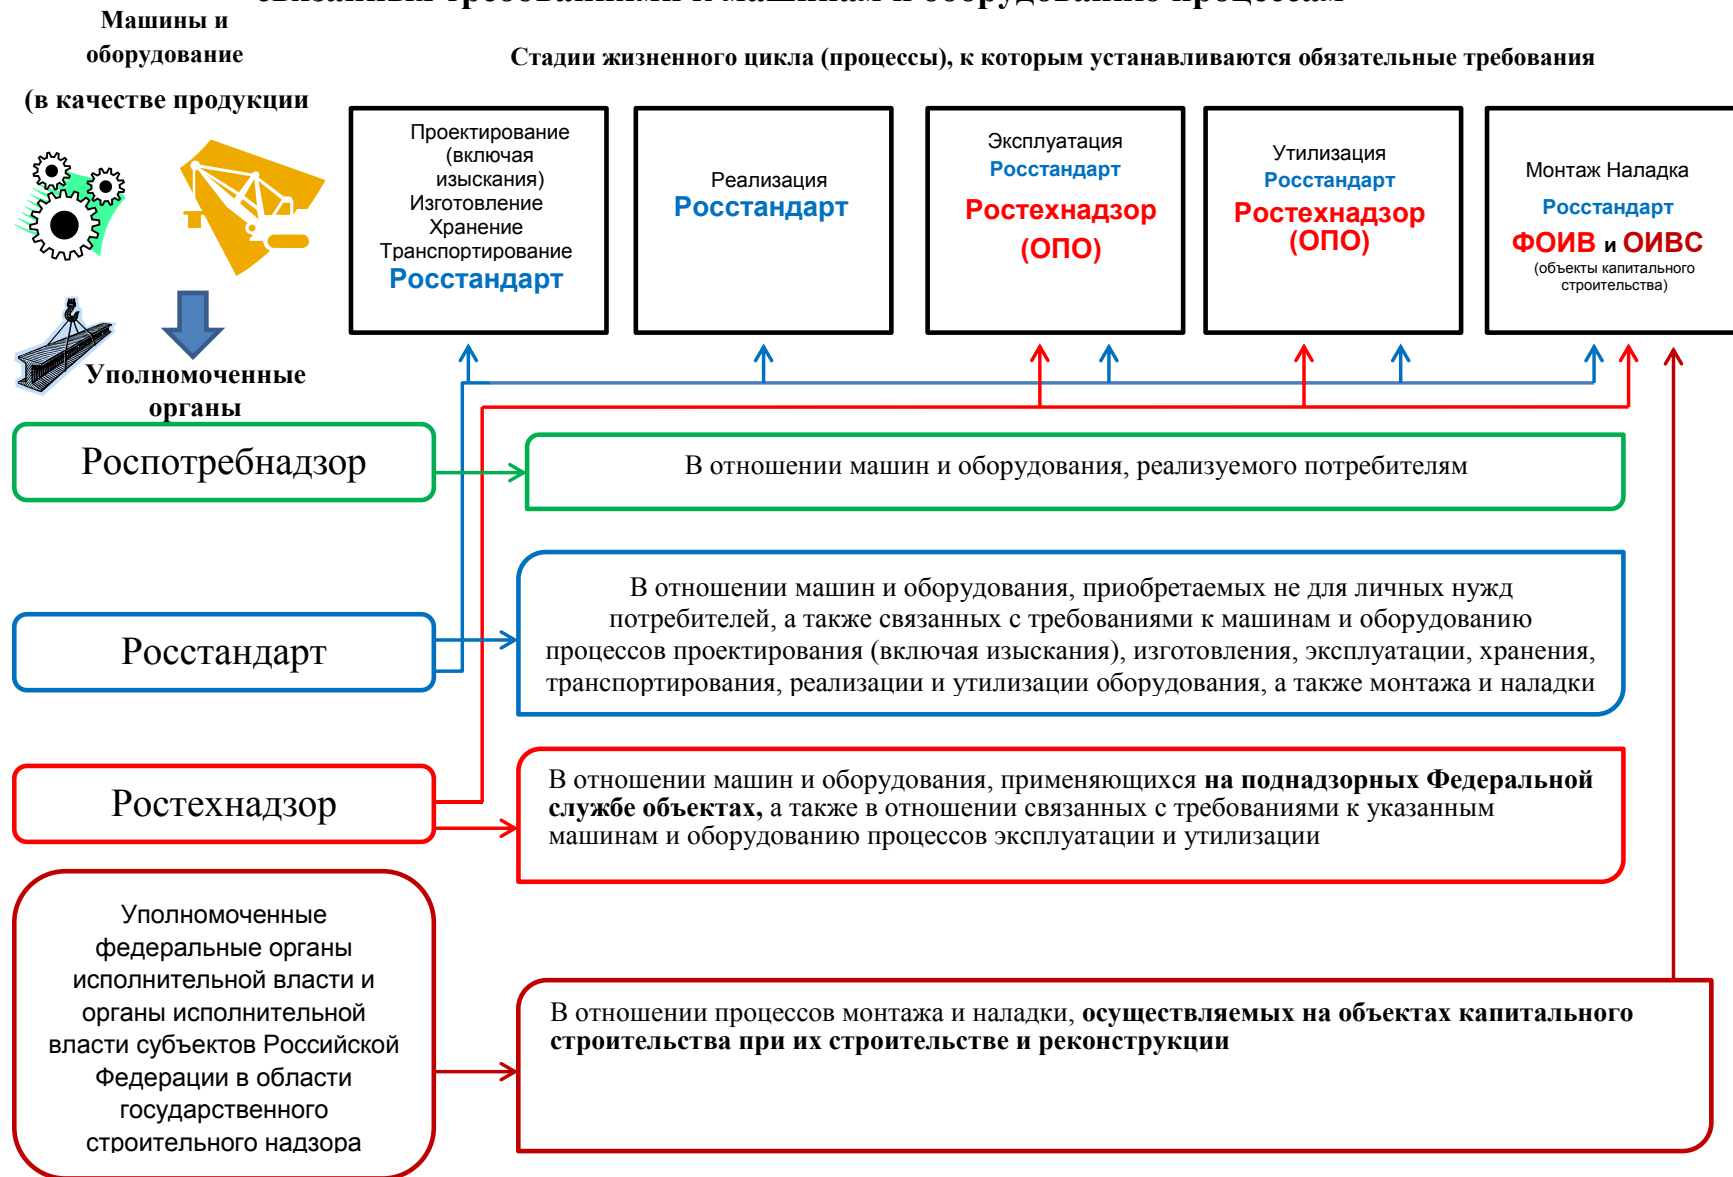 связанным требованиями к машинам и оборудованию процессам
Машины и
оборудование
(в качестве продукции
Стадии жизненного цикла (процессы), к которым устанавливаются обязательные требования
Проектирование
(включая
изыскания)
Изготовление
Хранение
Транспортирование
Росстандарт
Реализация
Росстандарт
Эксплуатация
Росстандарт
Ростехнадзор
(ОПО)
Утилизация
Росстандарт
Ростехнадзор
(ОПО)
Монтаж Наладка
Росстандарт
ФОИВ и ОИВС
(объекты капитального
строительства)
Уполномоченные
органы
Роспотребнадзор
В отношении машин и оборудования, реализуемого потребителям
Росстандарт
В отношении машин и оборудования, приобретаемых не для личных нужд
потребителей, а также связанных с требованиями к машинам и оборудованию
процессов проектирования (включая изыскания), изготовления, эксплуатации, хранения,
транспортирования, реализации и утилизации оборудования, а также монтажа и наладки
Ростехнадзор
В отношении машин и оборудования, применяющихся на поднадзорных Федеральной
службе объектах, а также в отношении связанных с требованиями к указанным
машинам и оборудованию процессов эксплуатации и утилизации
Уполномоченные
федеральные органы
исполнительной власти и
органы исполнительной
власти субъектов Российской
Федерации в области
государственного
строительного надзора
В отношении процессов монтажа и наладки, осуществляемых на объектах капитального
строительства при их строительстве и реконструкции